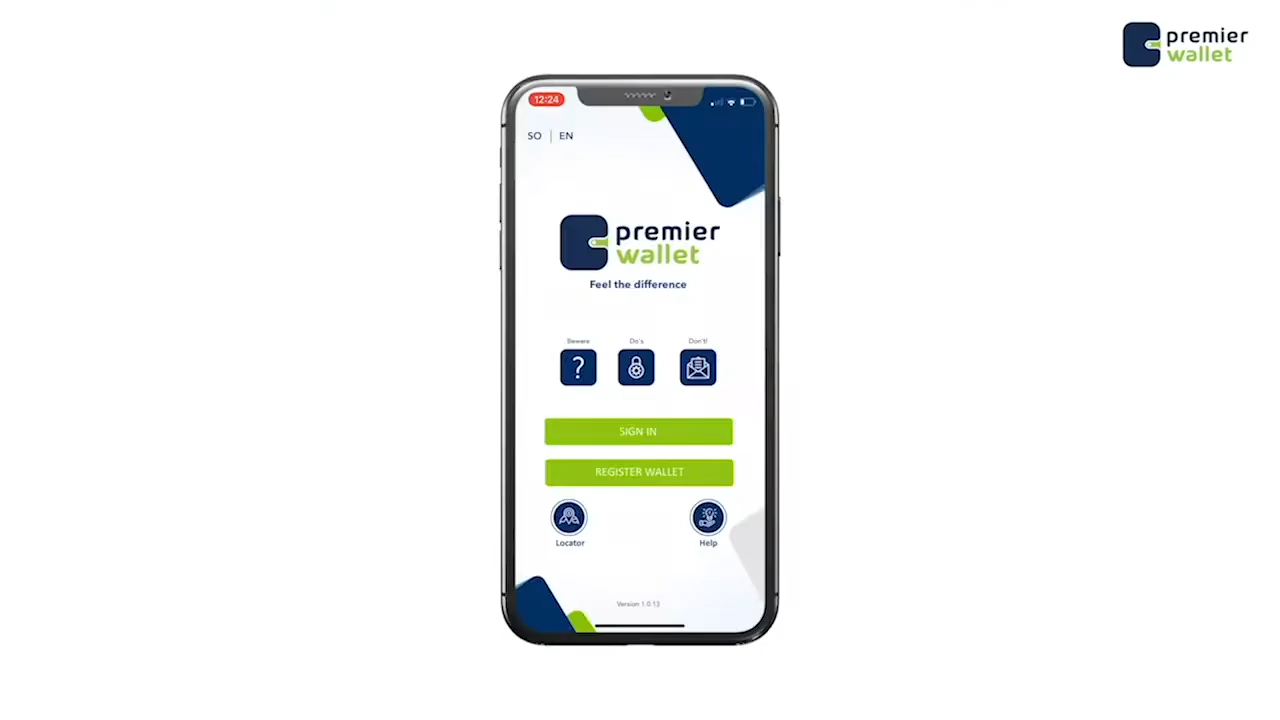 premier
wallet
12:24
SO | EN
premier
wallet
Feel the difference
Beware
Do's
Don't!
?
SIGN IN
REGISTER WALLET
Locator
Help
Version 1.0.13